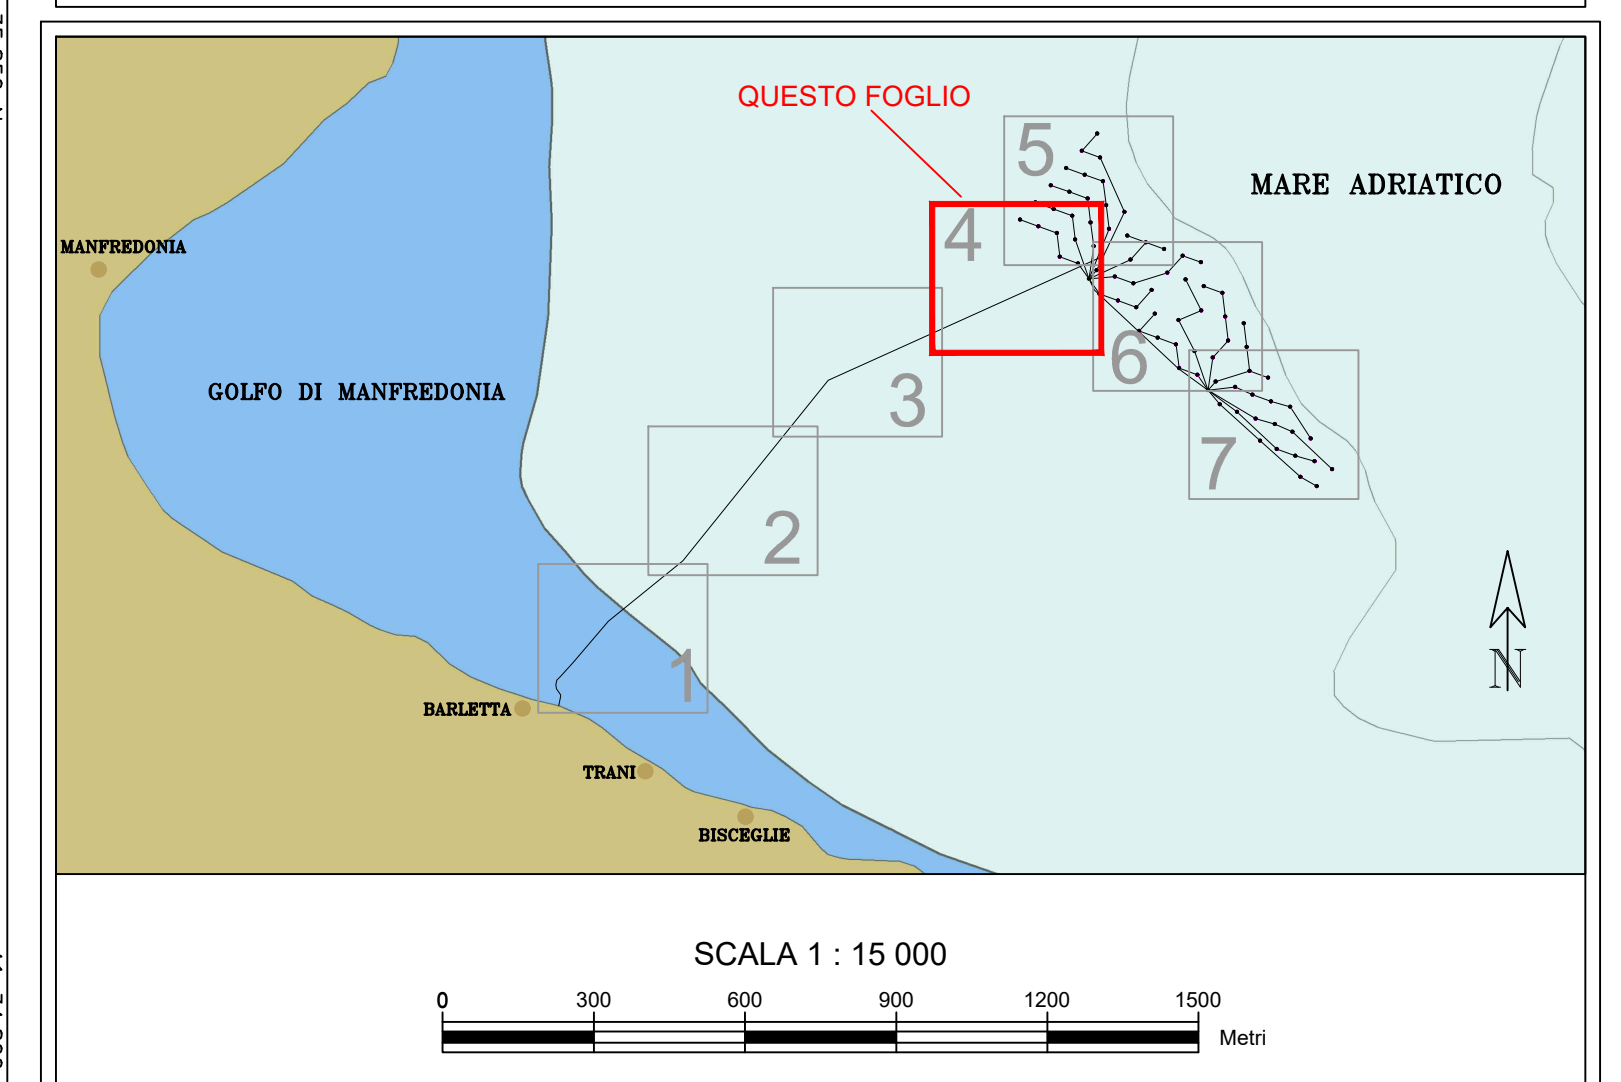 QUESTO FOGLIO
5
MARE ADRIATICO
4
MANFREDONIA
6
GOLFO DI MANFREDONIA
3
7
2
1
N
BARLETTA
TRANI
BISCEGLIE
SCALA 1 : 15 000
0 300 600 900 1200 1500
Metri